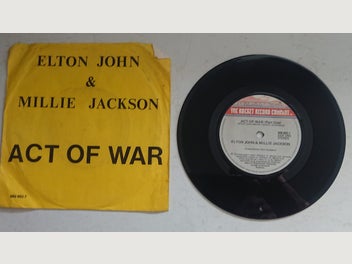 ELTON JOHN
&
MILLIE JACKSON
ACT OF WAR
THE ROCKET RECORD COMPANY
ACT OF WAR
ELTON JOHN & MILLIE JACKSON